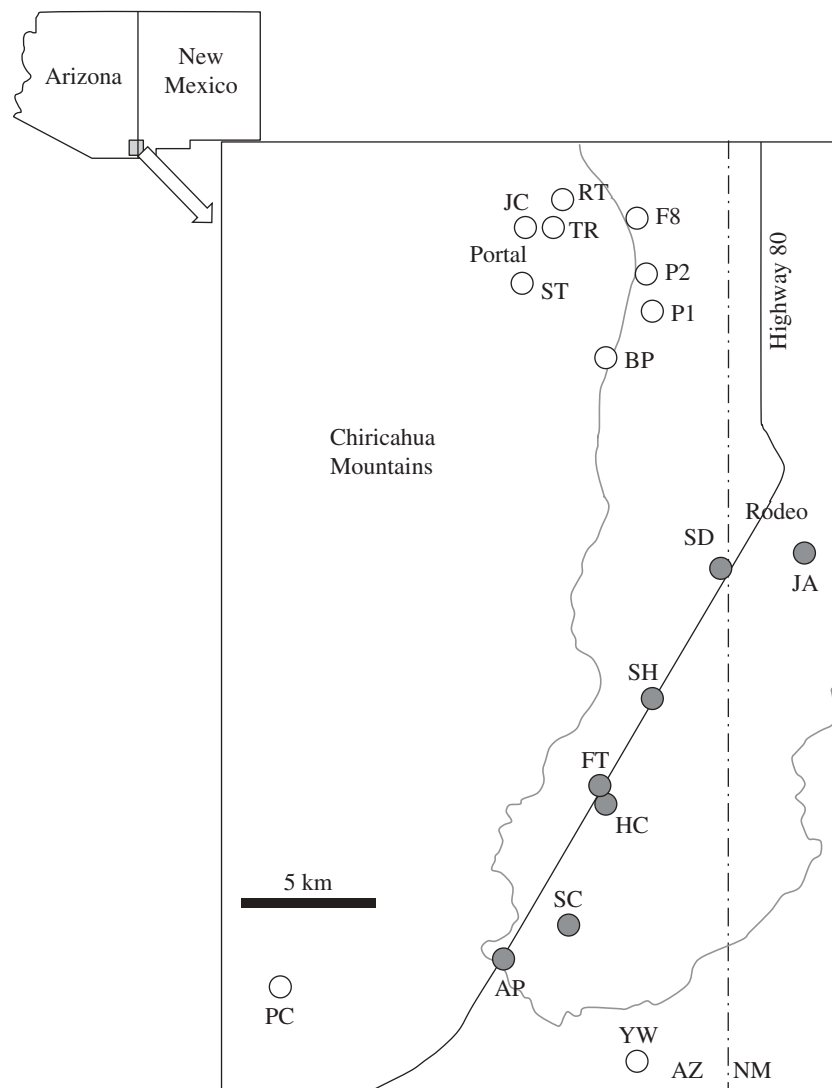 Arizona
New
Mexico
RT
JC
TR
F8
Portal
ST
P2
P1
BP
Highway 80
Chiricahua
Mountains
Rodeo
SD
JA
SH
FT
HC
5 km
SC
AP
PC
YW
AZ
NM